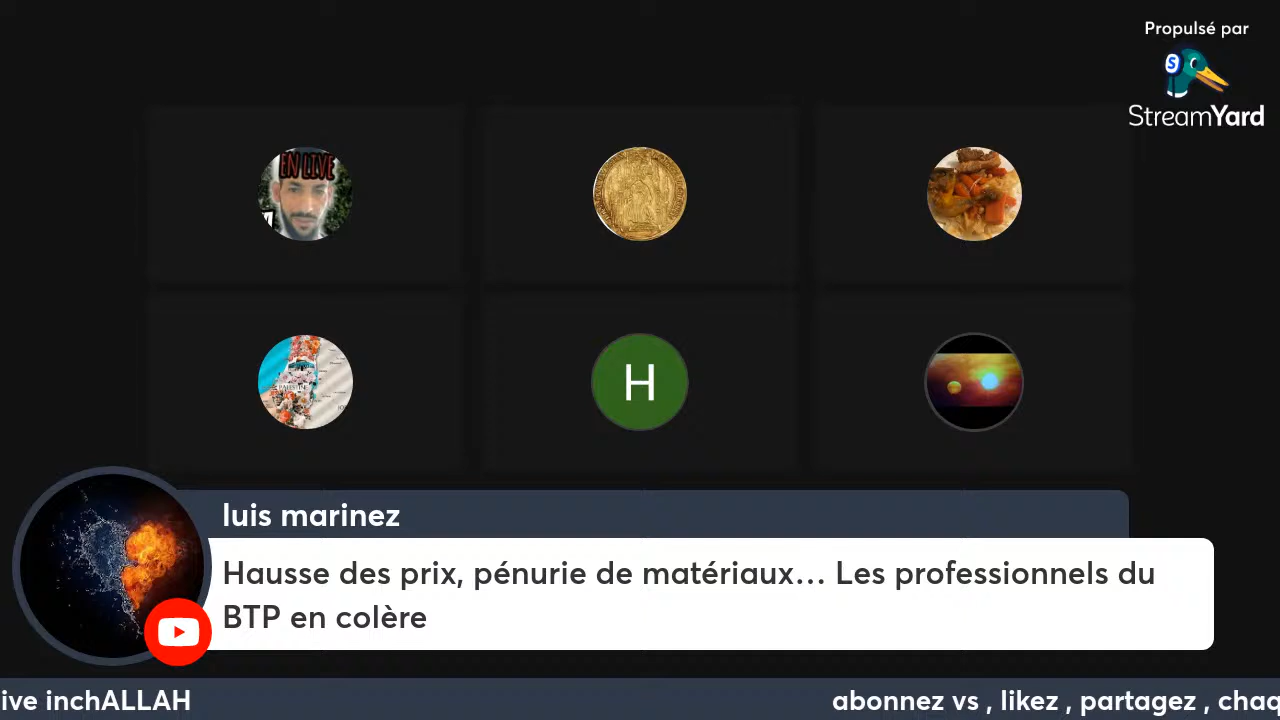 Propulsé par
StreamYard
EN LIVE
H
luis marinez
Hausse des prix, pénurie de matériaux... Les professionnels du
BTP en colère
ive inchALLAH
abonnez vs , likez , partagez , chaq